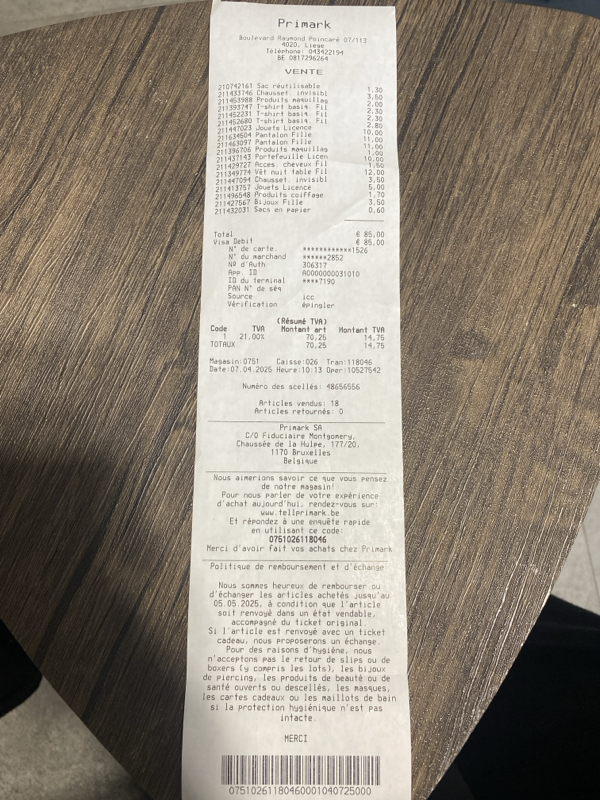 Primark
Boulevard Raymond Poincaré 07/113
4020, Liege
Téléphone: 043422194
BE 0817296264
VENTE
210742161 Sac réutilisable 1,30
211433746 Chausset. invisibl 3,50
211453988 Produits maquillag 2,00
211393747 T-shirt basiq. Fil 2,30
211452231 T-shirt basiq. Fil 2,30
211452680 T-shirt basiq. Fil 2,80
211447023 Jouets Licence 10,00
211634504 Pantalon Fille 11,00
211463097 Pantalon Fille 11,00
211396706 Produits maquillag 1,00
211437143 Portefeuille Licen 10,00
211429727 Acces. cheveux Fil 1,50
211349774 Vêt nuit table Fil 12,00
211447094 Chausset. invisibl 3,50
211413757 Jouets Licence 5,00
211496548 Produits coiffage 1,70
211427567 Bijoux Fille 3,50
211432031 Sacs en papier 0,60
Total € 85,00
Visa Debit € 85,00
N° de carte. ************1526
N° du marchand ******2852
Nº d'Auth 306317
App. ID A0000000031010
ID du terminal ****7190
PAN N° de séq
Source icc
Vérification épingler
(Résumé TVA)
Code TVA Montant art Montant TVA
1 21,00% 70,25 14,75
TOTAUX 70,25 14,75
Magasin:0751 Caisse:026 Tran:118046
Date:07.04.2025 Heure:10:13 Oper:10527542
Numéro des scellés: 48656556
Articles vendus: 18
Articles retournés: 0
Primark SA
C/O Fiduciaire Montgomery,
Chaussée de la Hulpe, 177/20,
1170 Bruxelles
Belgique
Nous aimerions savoir ce que vous pensez
de notre magasin!
Pour nous parler de votre expérience
d'achat aujourd'hui, rendez-vous sur:
www.tellprimark.be
Et répondez à une enquête rapide
en utilisant ce code:
0751026118046
Merci d'avoir fait vos achats chez Primark
Politique de remboursement et d'échange
Nous sommes heureux de rembourser ou
d'échanger les articles achetés jusqu'au
05.05.2025, à condition que l'article
soit renvoyé dans un état vendable,
accompagné du ticket original.
Si l'article est renvoyé avec un ticket
cadeau, nous proposerons un échange
Pour des raisons d'hygiène, nous
n'acceptons pas le retour de slips ou de
boxers (y compris les lots), les bijoux
de piercing, les produits de beauté ou de
santé ouverts ou descellés, les masques,
les cartes cadeaux ou les maillots de bain
si la protection hygiénique n'est pas
intacte.
MERCI
07510261180460001040725000